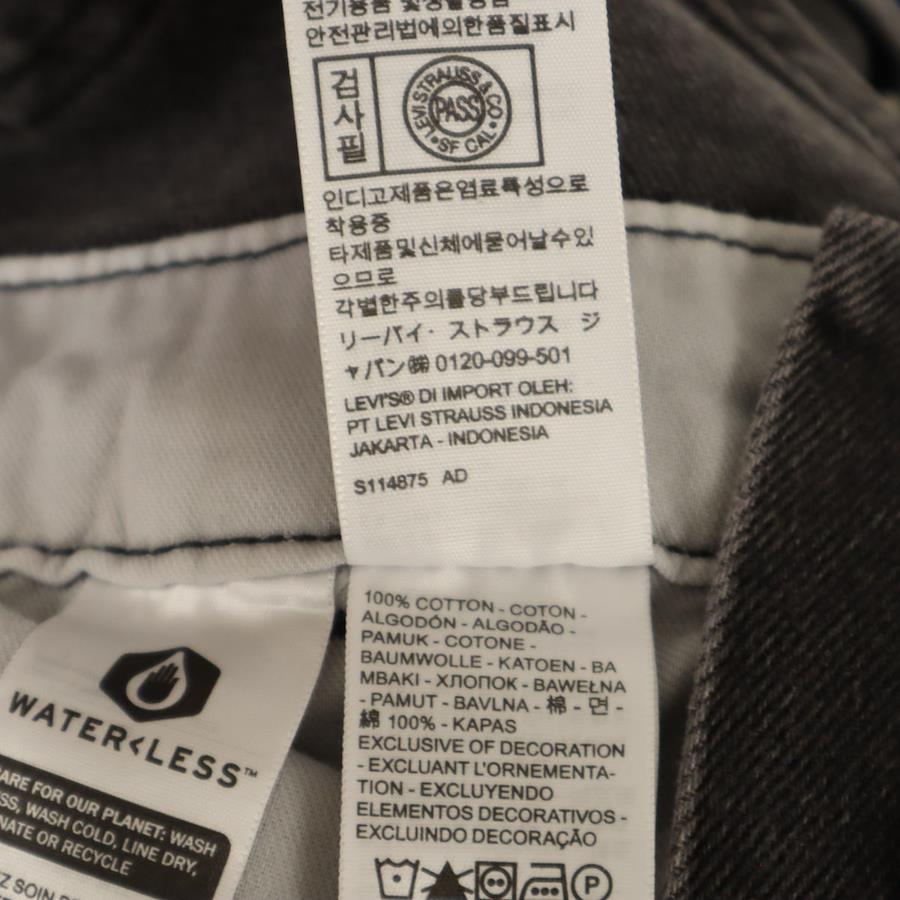 전기용품 및생활용품
안전관리법에의한품질표시
검사필
LEVI STRAUSS & CO
PASS
SF CAL
인디고제품은염료특성으로
착용중
타제품및신체에묻어날수있
으므로
각별한주의를당부드립니다
リーバイ· ストラウス ジ
ャパン㈱ 0120-099-501
LEVI'S® DI IMPORT OLEH:
PT LEVI STRAUSS INDONESIA
JAKARTA - INDONESIA
S114875 AD
100% COTTON - COTON -
ALGODÓN - ALGODÃO -
PAMUK - COTONE -
BAUMWOLLE - KATOEN - BA
MBAKI - ХЛОПОК - BAWEŁNA
- PAMUT - BAVLNA - 棉 - 면 -
綿 100% - KAPAS
EXCLUSIVE OF DECORATION
- EXCLUANT L'ORNEMENTA-
TION - EXCLUYENDO
ELEMENTOS DECORATIVOS -
EXCLUINDO DECORAÇÃO
P
WATER<LESS™
ARE FOR OUR PLANET: WASH
SS, WASH COLD, LINE DRY,
NATE OR RECYCLE
Z SOIN